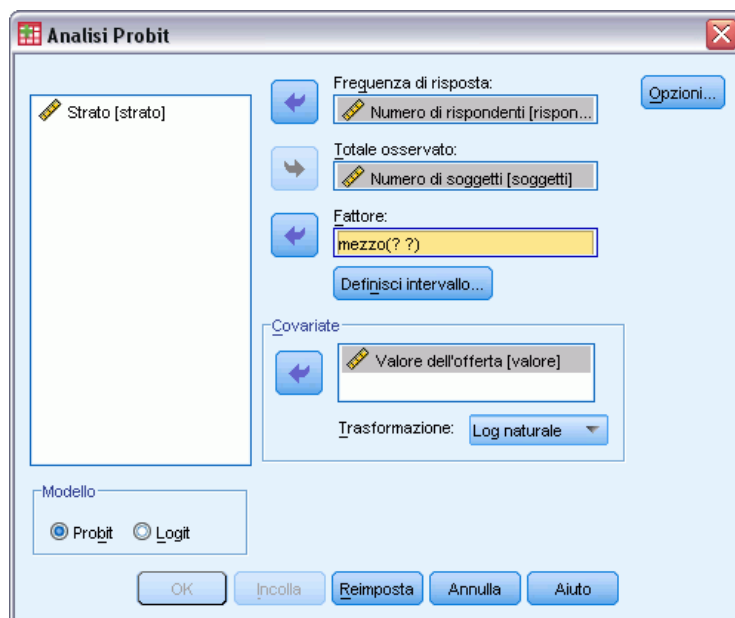 Analisi Probit
Strato [strato]
Frequenza di risposta:
Numero di rispondenti [rispon...
Opzioni...
Totale osservato:
Numero di soggetti [soggetti]
Fattore:
mezzo(? ?)
Definisci intervallo...
Covariate
Valore dell'offerta [valore]
Trasformazione: Log naturale
Modello
Probit Logit
OK Incolla Reimposta Annulla Aiuto